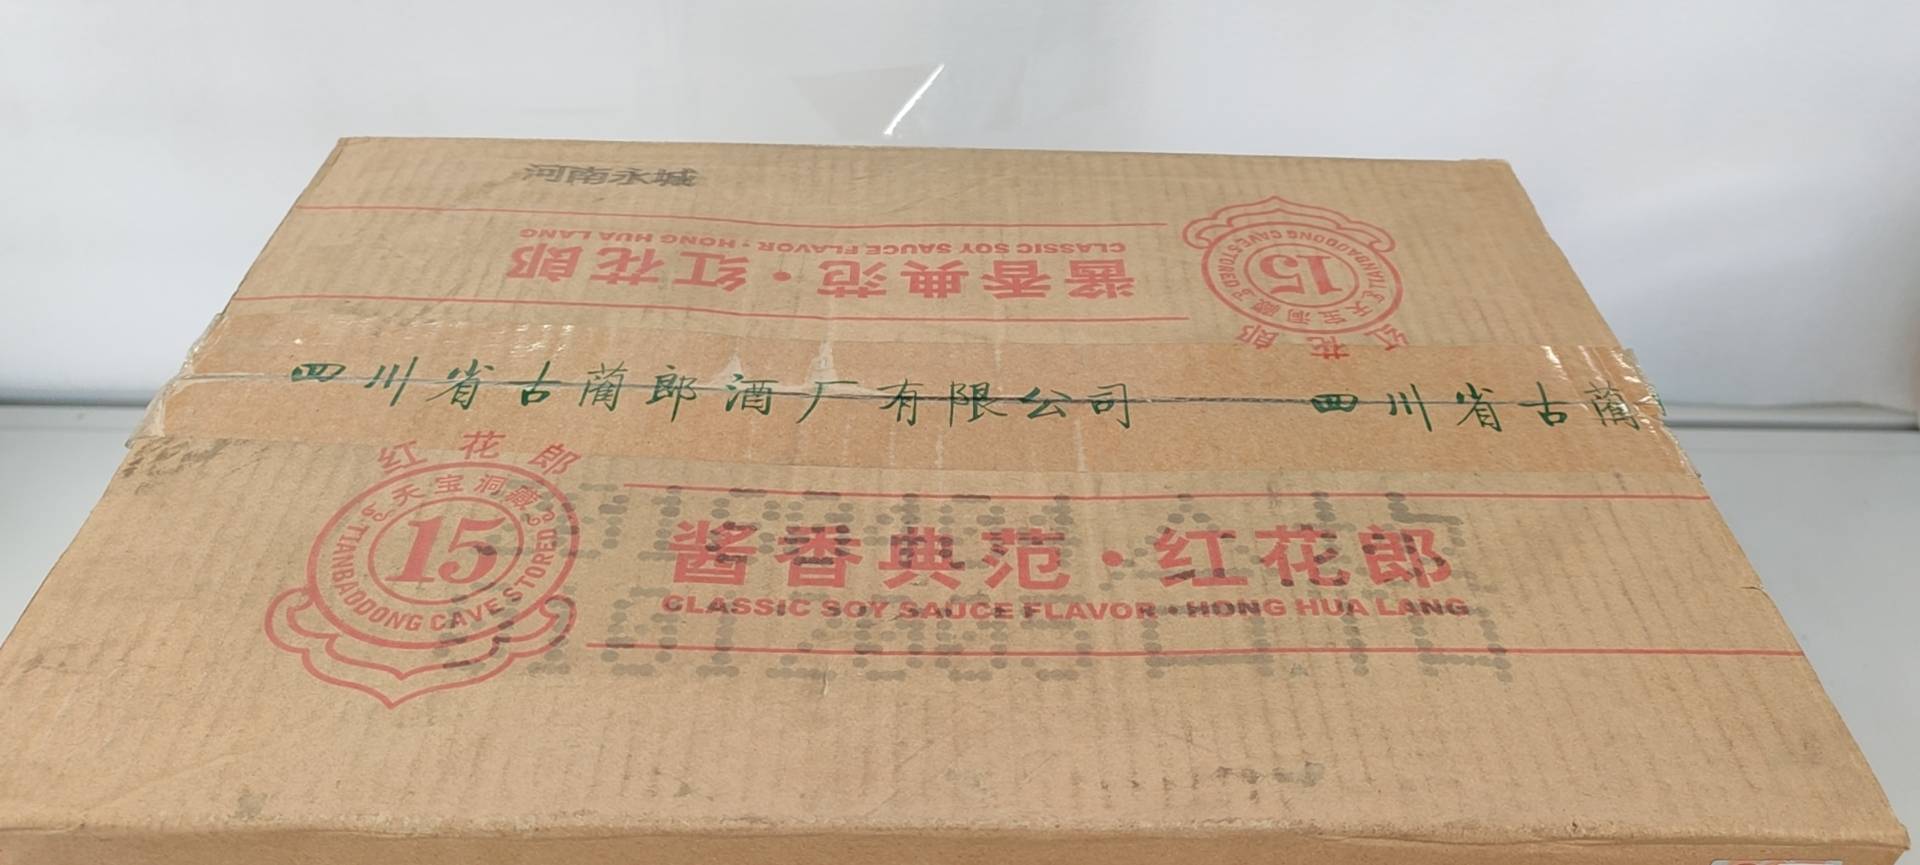 河南永城
CLASSIC SOY SAUCE FLAVOR·HONG HUA LANG
酱香典范·红花郎
TIANBAODONG CAVE STORED
15
天宝洞藏
红花郎
四川省古蔺郎酒厂有限公司 四川省古蔺
红花郎
天宝洞藏
15
TIANBAODONG CAVE STORED
酱香典范·红花郎
CLASSIC SOY SAUCE FLAVOR·HONG HUA LANG